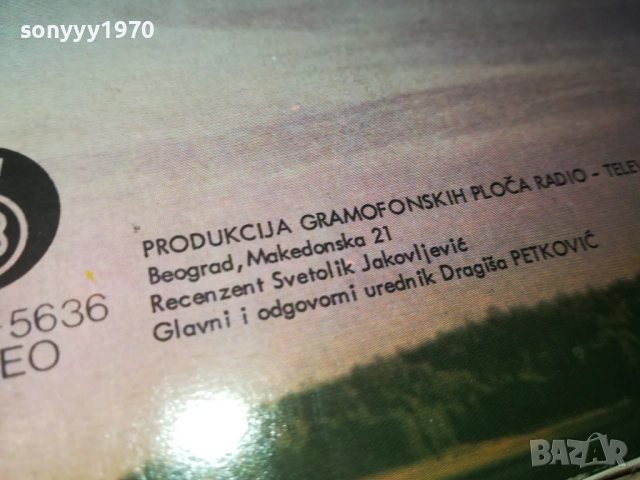 sonyyy1970
PRODUKCIJA GRAMOFONSKIH PLOČA RADIO - TELEV
Beograd, Makedonska 21
Recenzent Svetolik Jakovljević
Glavni i odgovorni urednik Dragiša PETKOVIĆ
5636
EO
BAZAR